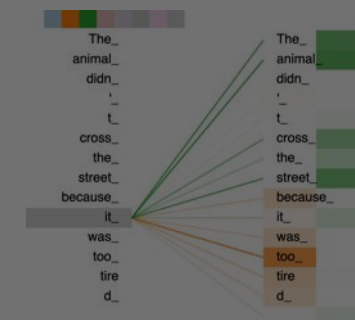 The_ The_
animal_ animal_
didn_ didn_
'_ '_
t_ t_
cross_ cross_
the_ the_
street_ street_
because_ because_
it_ it_
was_ was_
too_ too_
tire tire
d_ d_